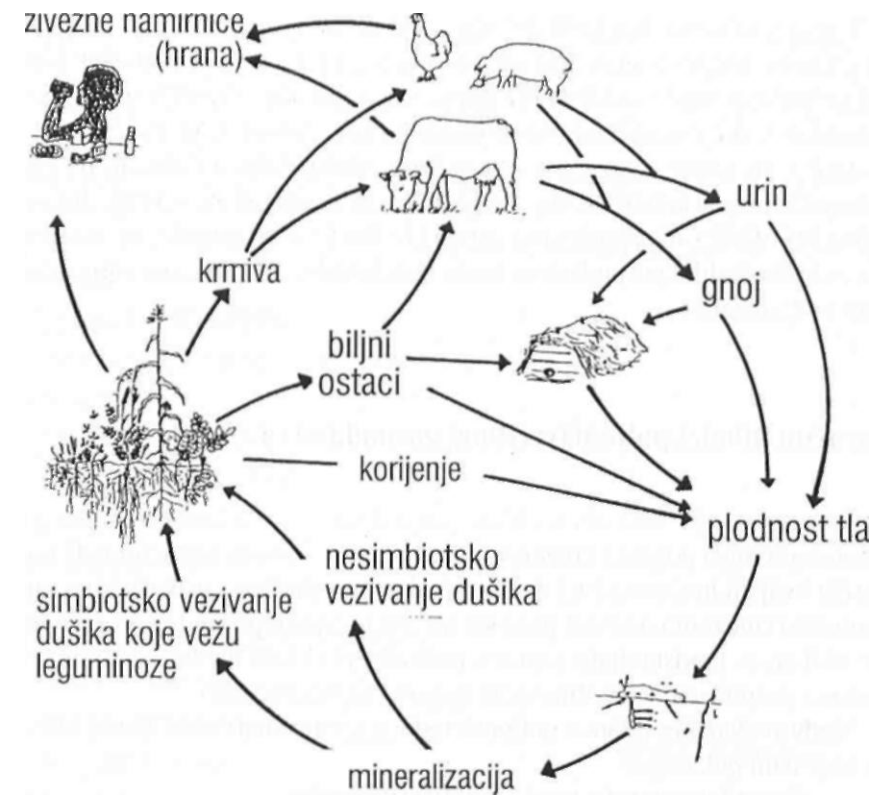 živežne namirnice
(hrana)
urin
krmiva
gnoj
biljni
ostaci
korijenje
plodnost tla
nesimbiotsko
vezivanje dušika
simbiotsko vezivanje
dušika koje vežu
leguminoze
mineralizacija